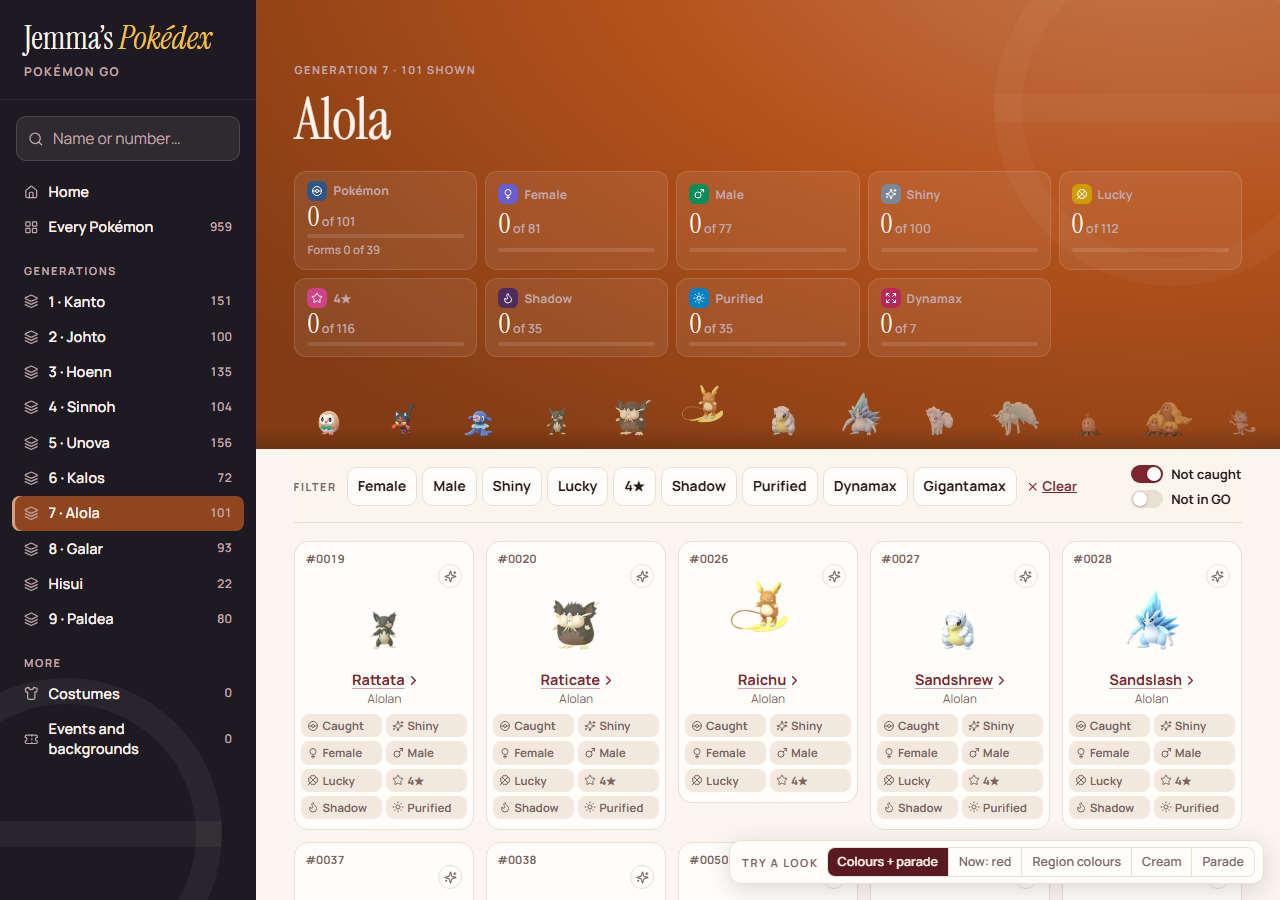 Jemma's Pokédex
POKÉMON GO
Name or number...
Home
Every Pokémon 959
GENERATIONS
1 · Kanto 151
2 · Johto 100
3 · Hoenn 135
4 · Sinnoh 104
5 · Unova 156
6 · Kalos 72
7 · Alola 101
8 · Galar 93
Hisui 22
9 · Paldea 80
MORE
Costumes 0
Events and
backgrounds 0
GENERATION 7 · 101 SHOWN
Alola
Pokémon
0 of 101
Forms 0 of 39
Female
0 of 81
Male
0 of 77
Shiny
0 of 100
Lucky
0 of 112
4★
0 of 116
Shadow
0 of 35
Purified
0 of 35
Dynamax
0 of 7
FILTER Female Male Shiny Lucky 4★ Shadow Purified Dynamax Gigantamax × Clear
Not caught
Not in GO
#0019
Rattata >
Alolan
Caught Shiny
Female Male
Lucky 4★
Shadow Purified
#0020
Raticate >
Alolan
Caught Shiny
Female Male
Lucky 4★
Shadow Purified
#0026
Raichu >
Alolan
Caught Shiny
Female Male
Lucky 4★
#0027
Sandshrew >
Alolan
Caught Shiny
Female Male
Lucky 4★
Shadow Purified
#0028
Sandslash >
Alolan
Caught Shiny
Female Male
Lucky 4★
Shadow Purified
#0037
#0038
#0050
TRY A LOOK Colours + parade Now: red Region colours Cream Parade